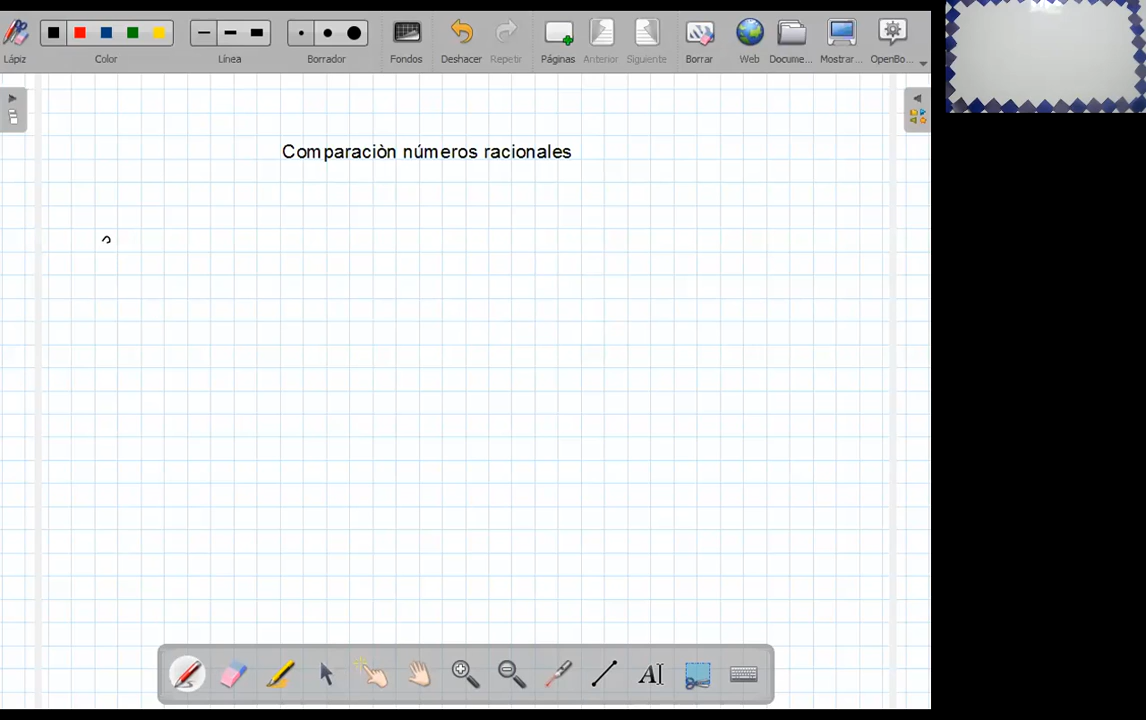 Lápiz Color Línea Borrador Fondos Deshacer Repetir Páginas Anterior Siguiente Borrar Web Docume... Mostrar... OpenBo...
Comparaciòn números racionales